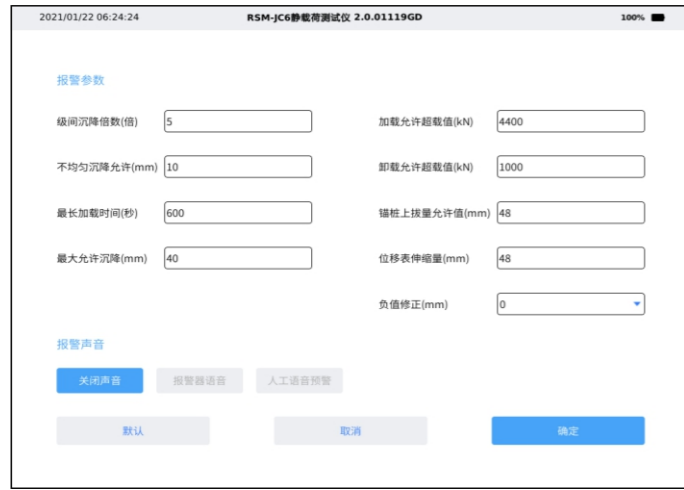 2021/01/22 06:24:24 RSM-JC6静载荷测试仪 2.0.01119GD 100%
报警参数
级间沉降倍数(倍) 5 加载允许超载值(kN) 4400
不均匀沉降允许(mm) 10 卸载允许超载值(kN) 1000
最长加载时间(秒) 600 锚桩上拔量允许值(mm) 48
最大允许沉降(mm) 40 位移表伸缩量(mm) 48
负值修正(mm) 0
报警声音
关闭声音 报警器语音 人工语音预警
默认 取消 确定